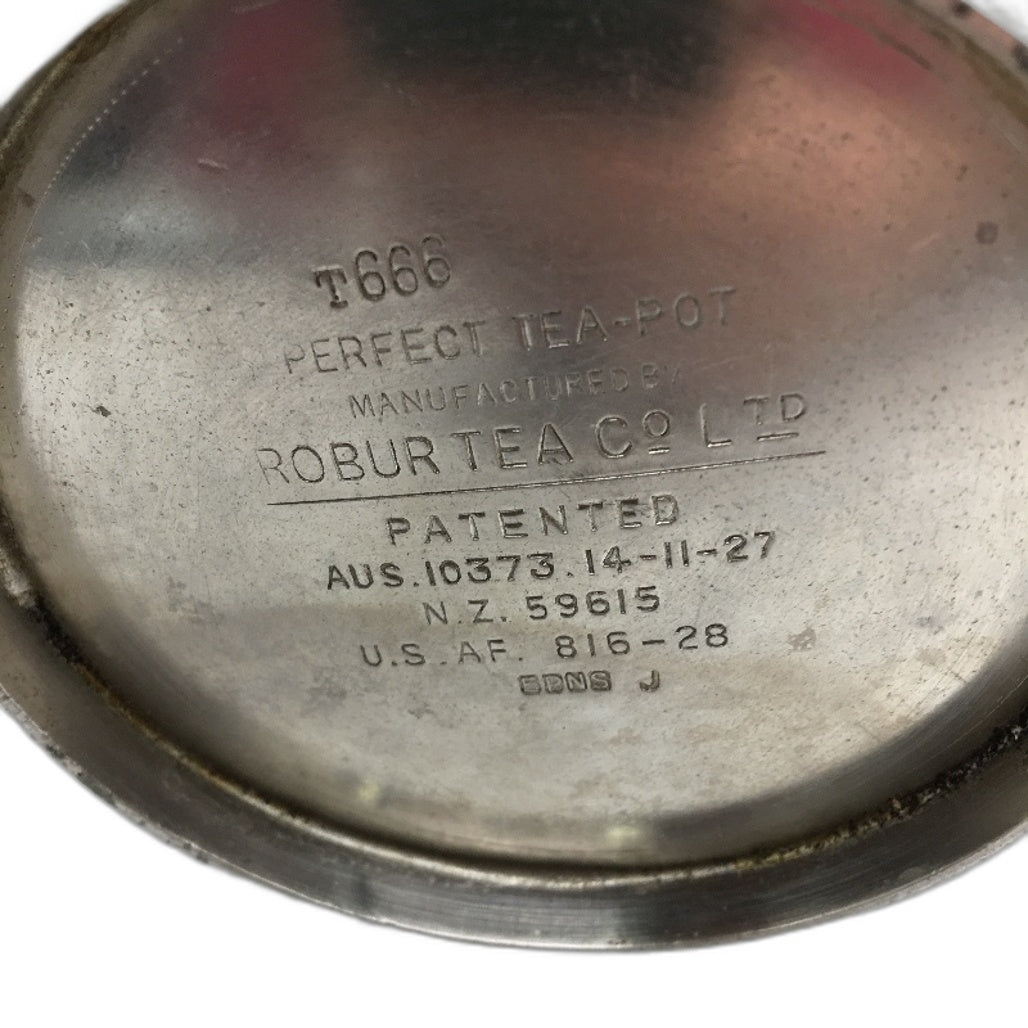 T666
PERFECT TEA-POT
MANUFACTURED BY
ROBUR TEA Co LTD
PATENTED
AUS. 10373. 14-11-27
N.Z. 59615
U.S. AF. 816-28
EPNS J